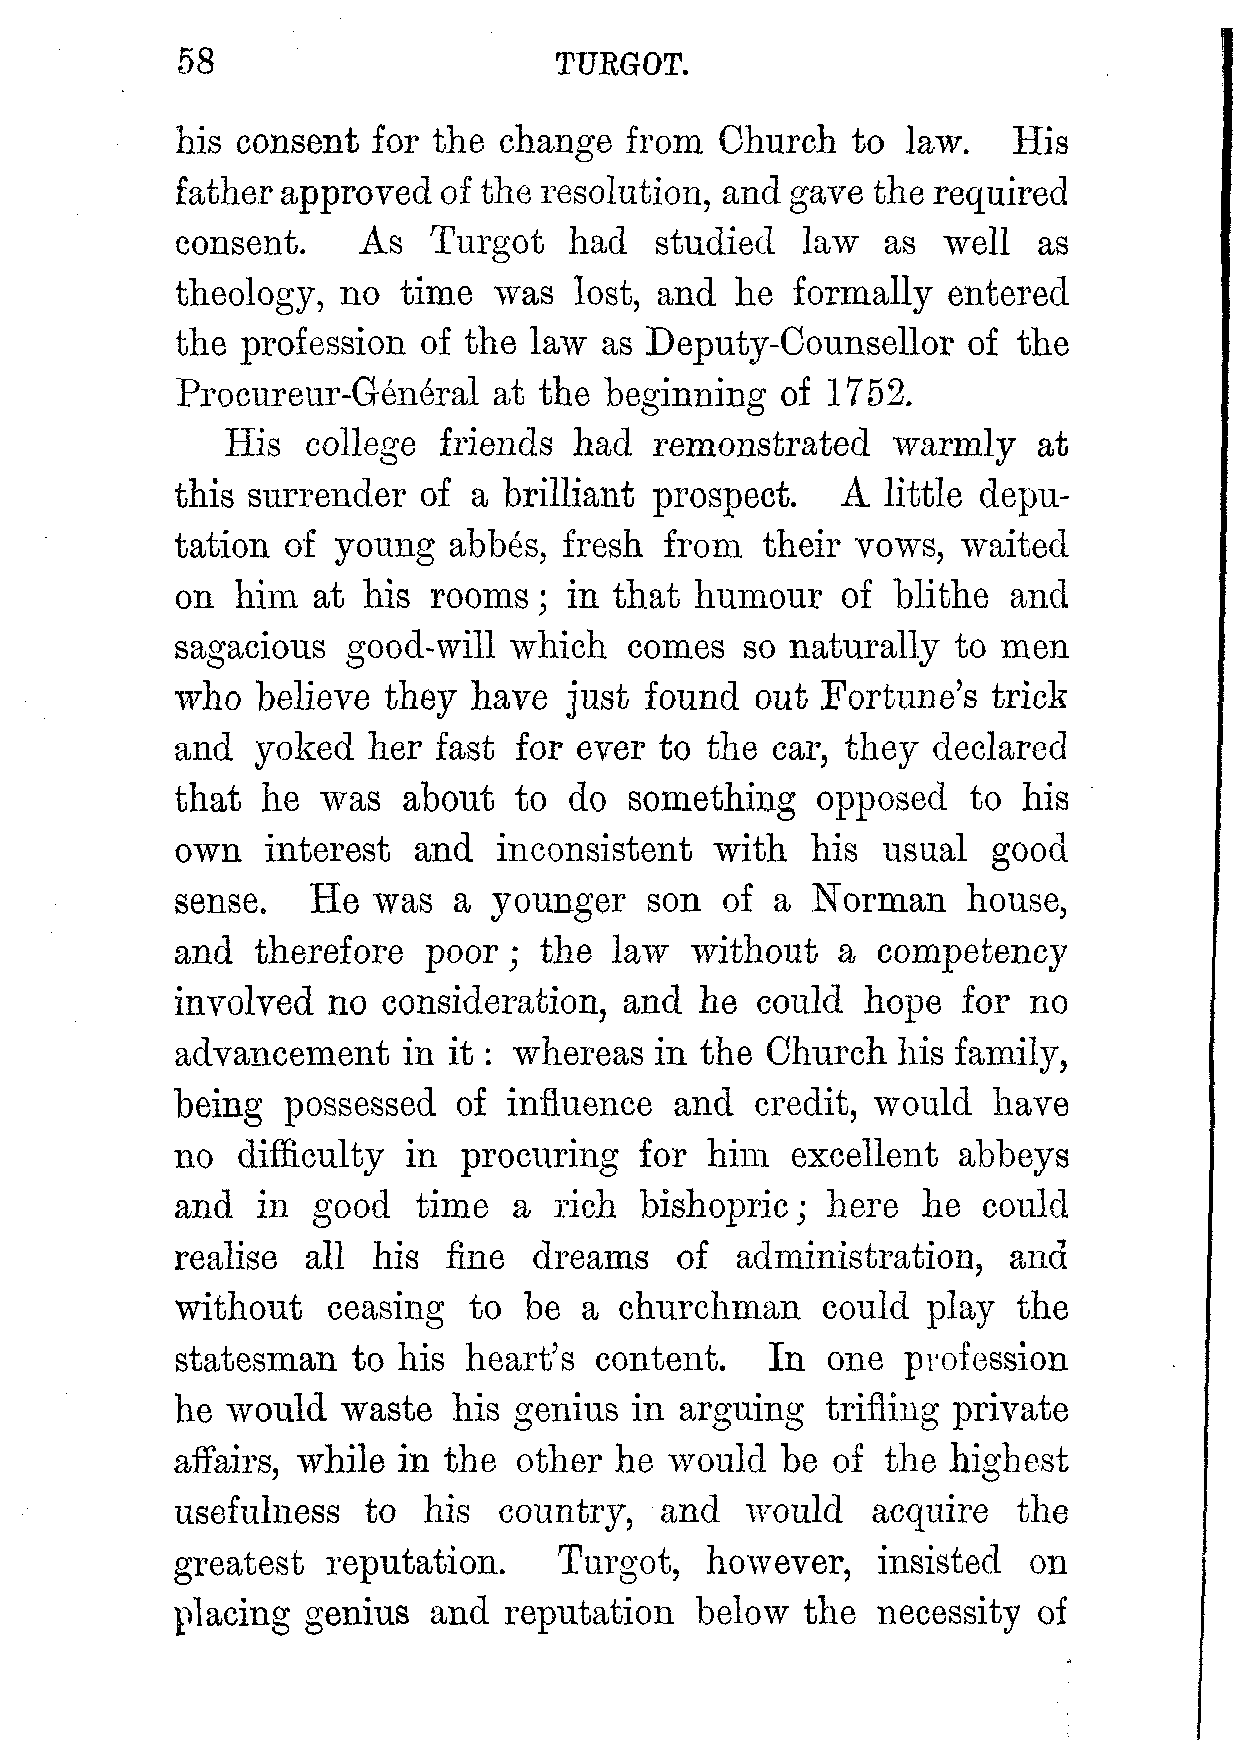 58 TURGOT.
his consent for the change from Church to law. His
father approved of the resolution, and gave the required
consent. As Turgot had studied law as well as
theology, no time was lost, and he formally entered
the profession of the law as Deputy-Counsellor of the
Procureur-Général at the beginning of 1752.
His college friends had remonstrated warmly at
this surrender of a brilliant prospect. A little depu-
tation of young abbés, fresh from their vows, waited
on him at his rooms; in that humour of blithe and
sagacious good-will which comes so naturally to men
who believe they have just found out Fortune's trick
and yoked her fast for ever to the car, they declared
that he was about to do something opposed to his
own interest and inconsistent with his usual good
sense. He was a younger son of a Norman house,
and therefore poor; the law without a competency
involved no consideration, and he could hope for no
advancement in it: whereas in the Church his family,
being possessed of influence and credit, would have
no difficulty in procuring for him excellent abbeys
and in good time a rich bishopric; here he could
realise all his fine dreams of administration, and
without ceasing to be a churchman could play the
statesman to his heart's content. In one profession
he would waste his genius in arguing trifling private
affairs, while in the other he would be of the highest
usefulness to his country, and would acquire the
greatest reputation. Turgot, however, insisted on
placing genius and reputation below the necessity of